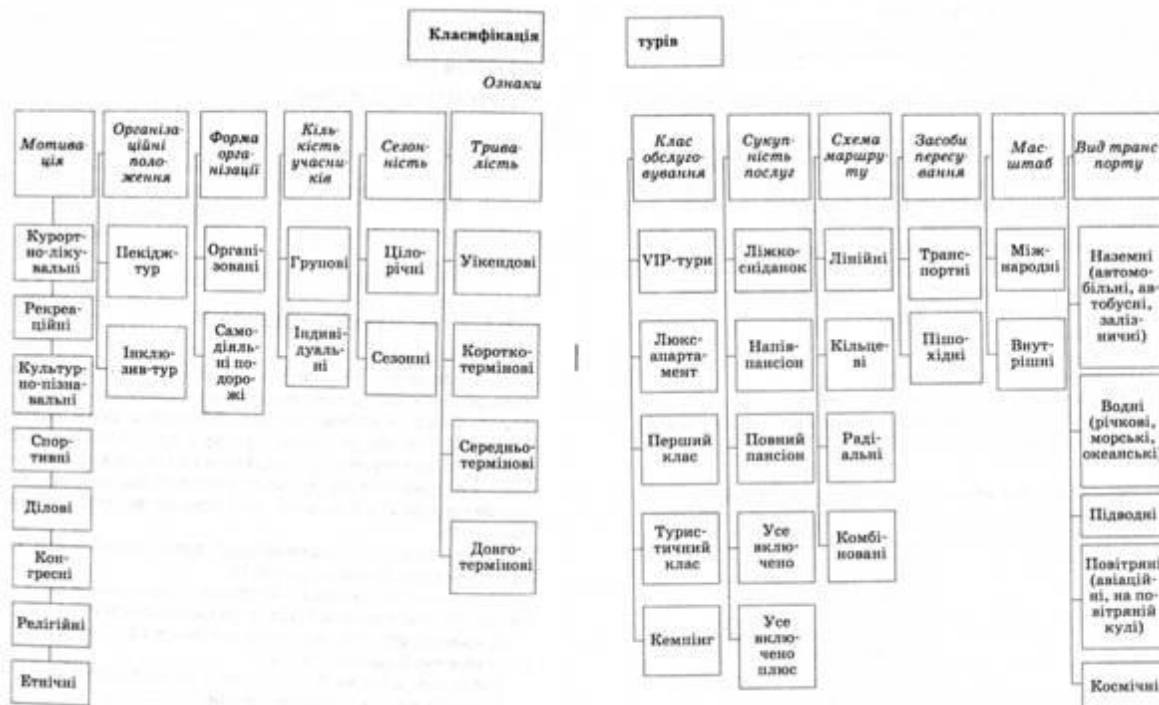 Класифікація
турів
Ознаки
Мотива-
ція
Організа-
ційні
поло-
ження
Форма
орга-
нізації
Кіль-
кість
учасни-
ків
Сезон-
ність
Трива-
лість
Клас
обслуго-
вування
Сукуп-
ність
послуг
Схема
маршру-
ту
Засоби
пересу-
вання
Мас-
штаб
Вид транс-
порту
Курорт-
но-ліку-
вальні
Рекреа-
ційні
Культур-
но-пізна-
вальні
Спор-
тивні
Ділові
Кон-
гресні
Релігійні
Етнічні
Пекідж-
тур
Інклю-
зив-тур
Органі-
зовані
Само-
діяль-
ні по-
доро-
жі
Групові
Індиві-
дуаль-
ні
Ціло-
річні
Сезонні
Уїкендові
Коротко-
термінові
Середньо-
термінові
Довго-
термінові
VIP-тури
Люкс-
апарта-
мент
Перший
клас
Турис-
тичний
клас
Кемпінг
Ліжко-
сніданок
Напів-
пансіон
Повний
пансіон
Усе
вклю-
чено
Усе
вклю-
чено
плюс
Лінійні
Кільце-
ві
Раді-
альні
Комбі-
новані
Транс-
портні
Пішо-
хідні
Між-
народні
Внут-
рішні
Наземні
(автомо-
більні, ав-
тобусні,
заліз-
ничні)
Водні
(річкові,
морські,
океанські)
Підводні
Повітряні
(авіацій-
ні, на по-
вітряній
кулі)
Космічні